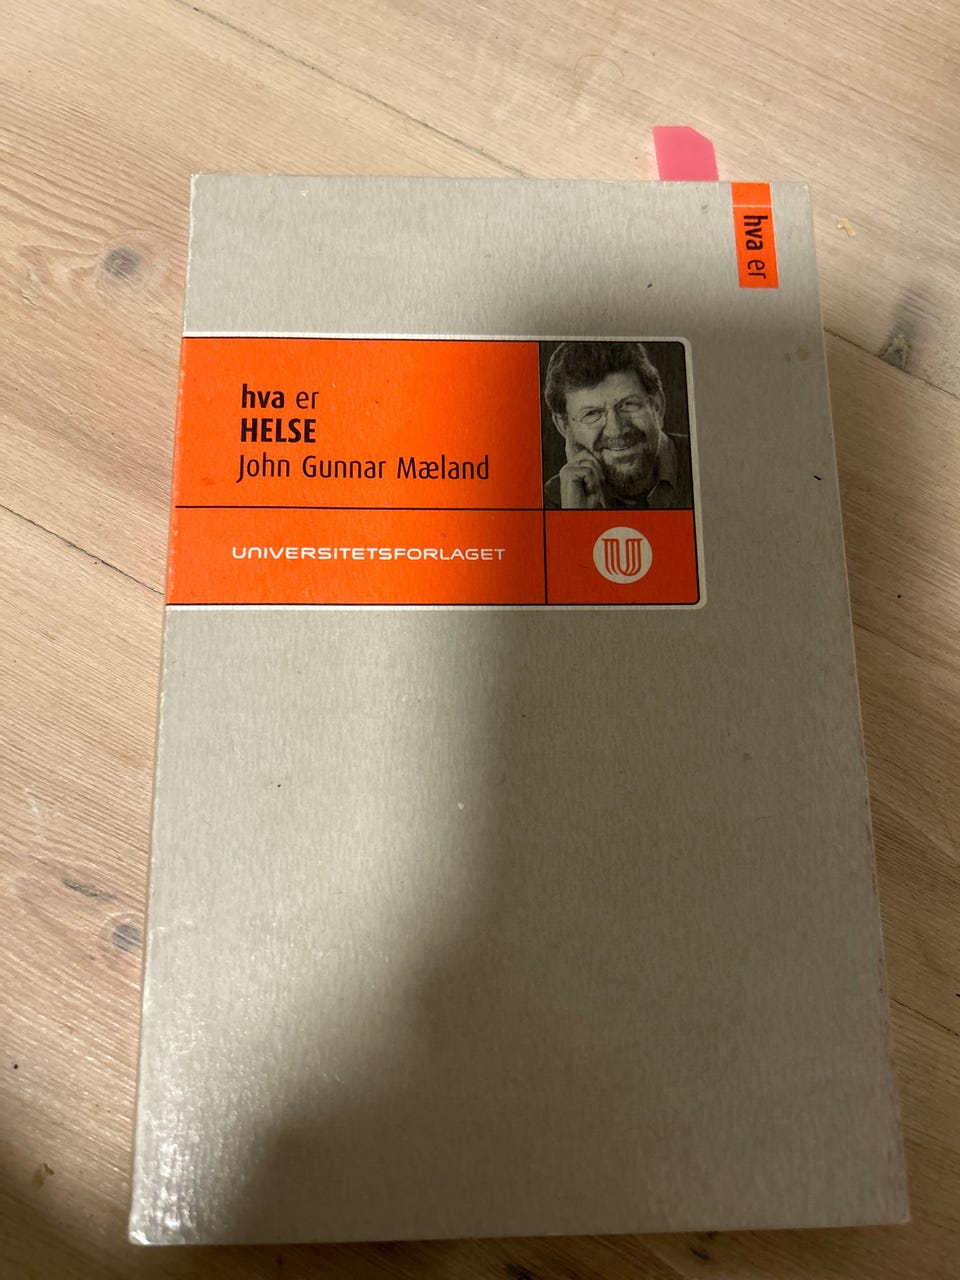 hva er
hva er
HELSE
John Gunnar Mæland
UNIVERSITETSFORLAGET
U